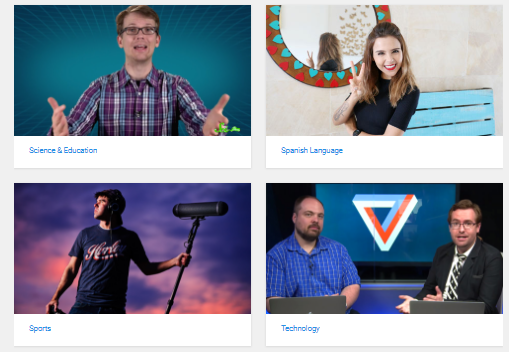 Science & Education
Spanish Language
Sports
Technology